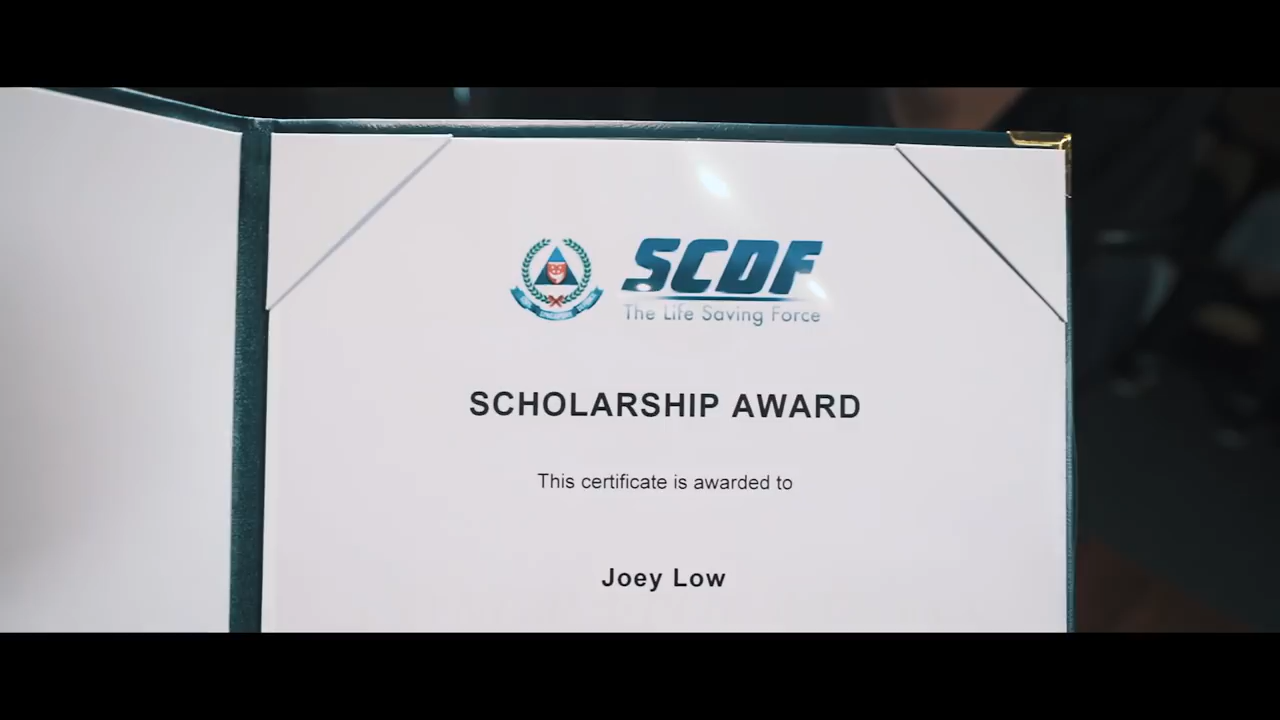 SCDF
The Life Saving Force
SCHOLARSHIP AWARD
This certificate is awarded to
Joey Low